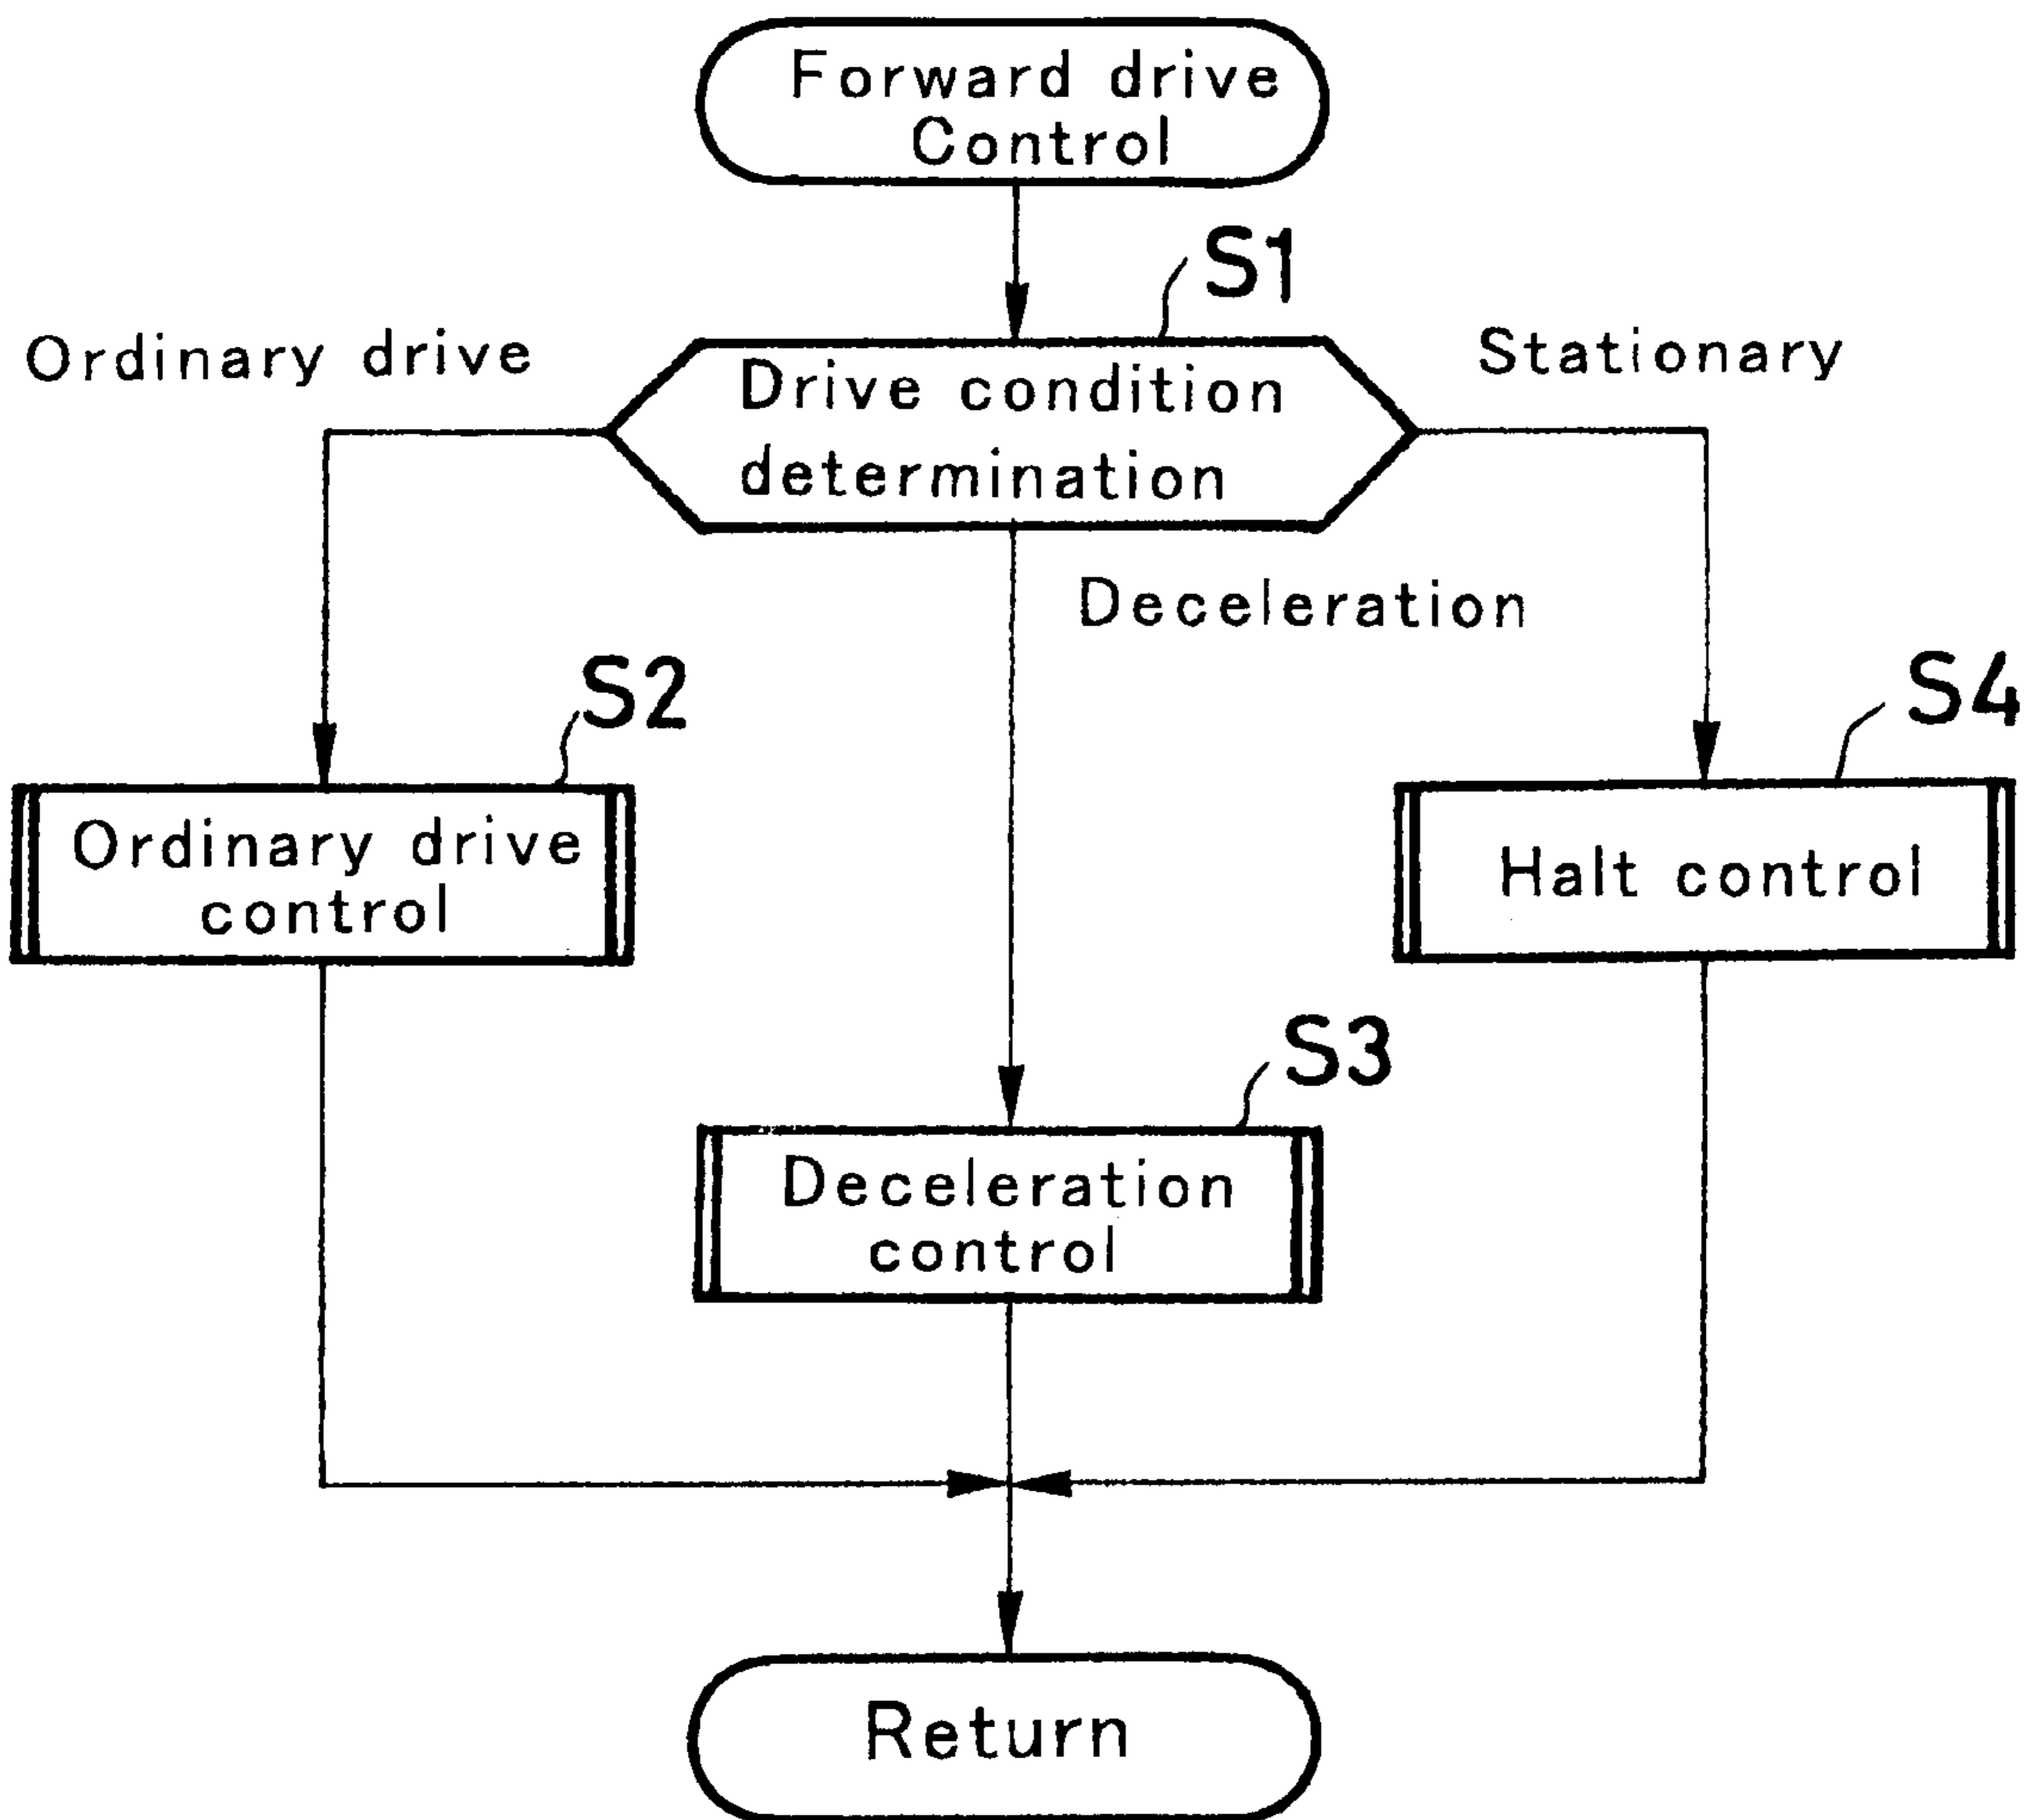 Forward drive
Control
S1
Ordinary drive
Stationary
Drive condition
determination
Deceleration
S2
S4
Ordinary drive
control
Halt control
S3
Deceleration
control
Return